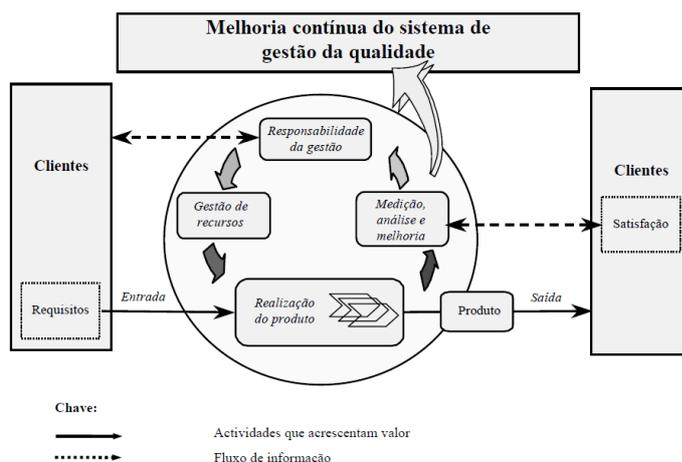 Melhoria contínua do sistema de
gestão da qualidade
Clientes
Responsabilidade
da gestão
Clientes
Gestão de
recursos
Medição,
análise e
melhoria
Satisfação
Requisitos
Entrada
Realização
do produto
Produto
Saída
Chave:
Actividades que acrescentam valor
Fluxo de informação